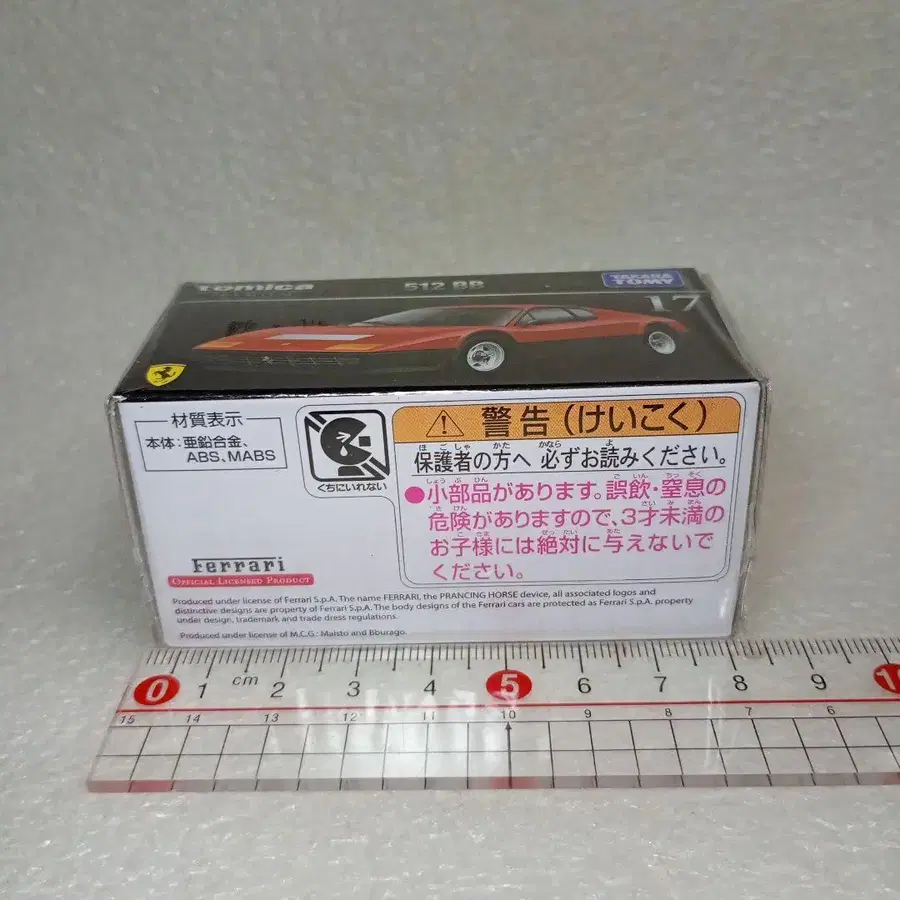 Tomica
512 BB
TAKARA
TOMY
17
材質表示
本体:亜鉛合金、
ABS、MABS
くちにいれない
警告(けいこく)
保護者の方へ 必ずお読みください。
●小部品があります。誤飲・窒息の
危険がありますので、3才未満の
お子様には絶対に与えないで
ください。
Ferrari
OFFICIAL LICENSED PRODUCT
Produced under license of Ferrari S.p.A. The name FERRARI, the PRANCING HORSE device, all associated logos and
distinctive designs are property of Ferrari S.p.A. The body designs of the Ferrari cars are protected as Ferrari S.p.A. property
under design, trademark and trade dress regulations.
Produced under license of M.C.G.: Maisto and Bburago.
0 1 cm 2 3 4 5 6 7 8 9 10
15 14 13 12 11 10 9 8 7 6